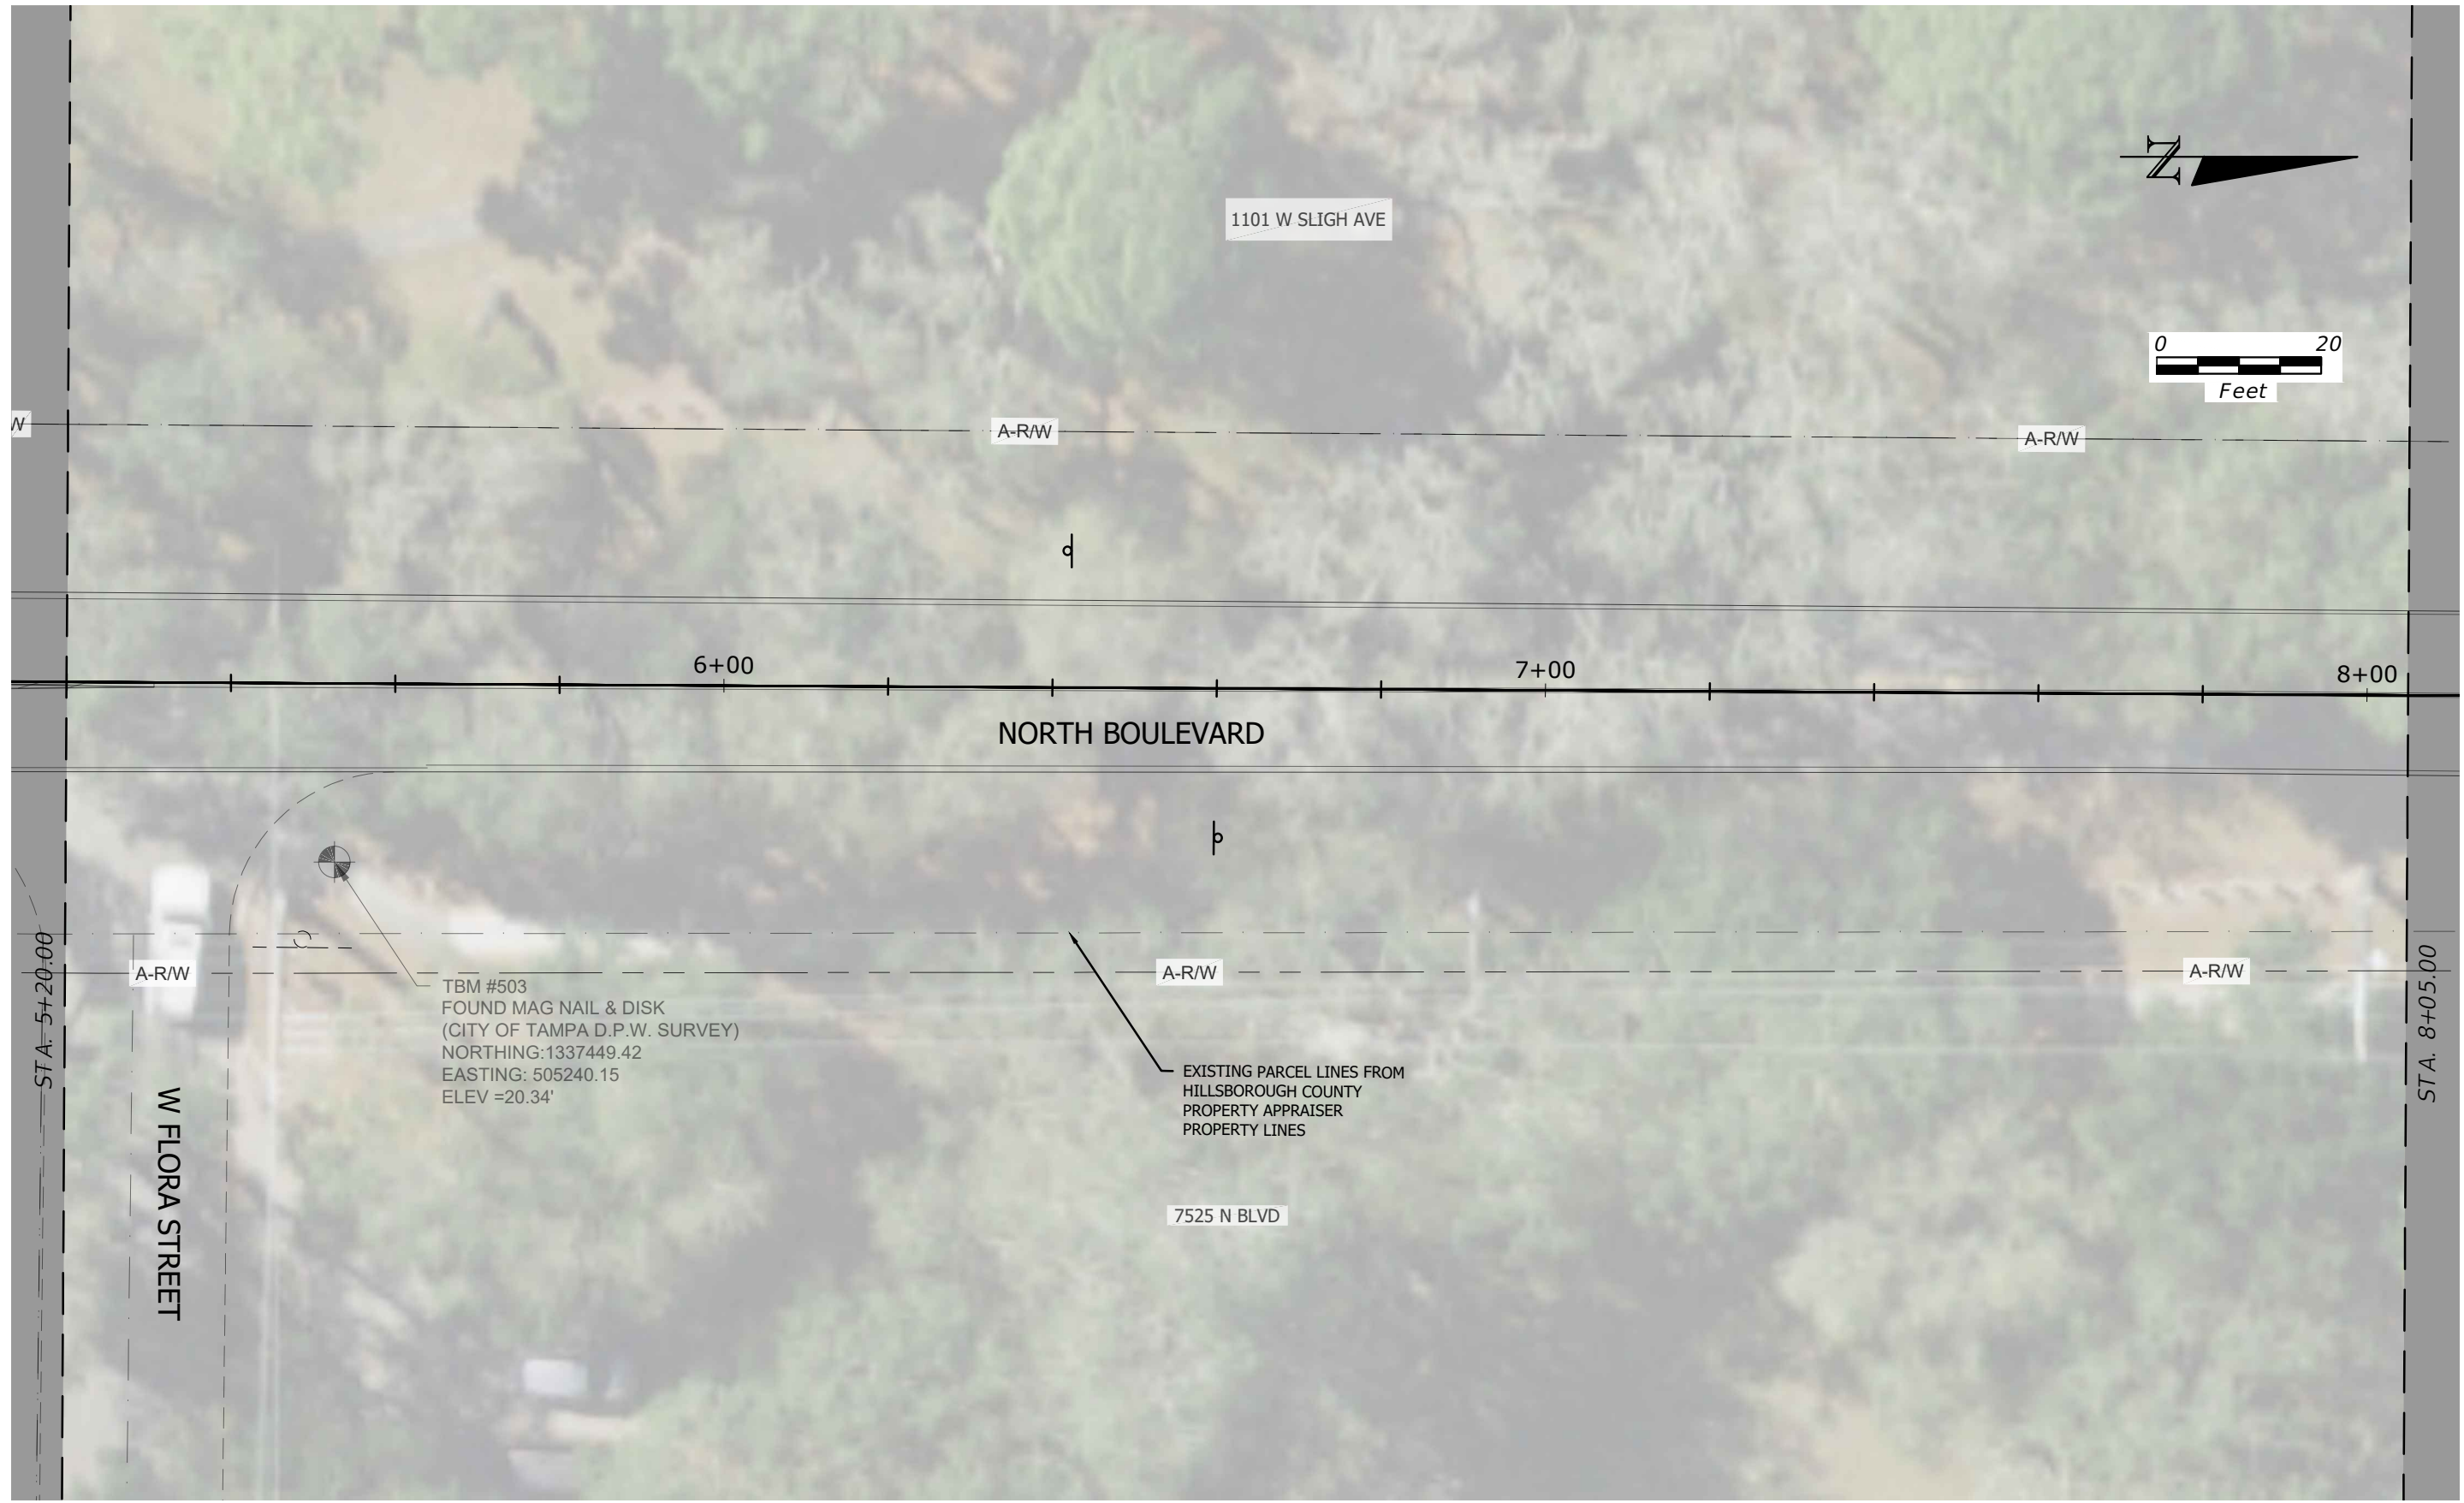 1101 W SLIGH AVE
N
0 20
Feet
W
A-R/W
A-R/W
6+00
7+00
8+00
NORTH BOULEVARD
A-R/W
A-R/W
A-R/W
TBM #503
FOUND MAG NAIL & DISK
(CITY OF TAMPA D.P.W. SURVEY)
NORTHING:1337449.42
EASTING: 505240.15
ELEV =20.34'
STA. 5+20.00
STA. 8+05.00
EXISTING PARCEL LINES FROM
HILLSBOROUGH COUNTY
PROPERTY APPRAISER
PROPERTY LINES
W FLORA STREET
7525 N BLVD